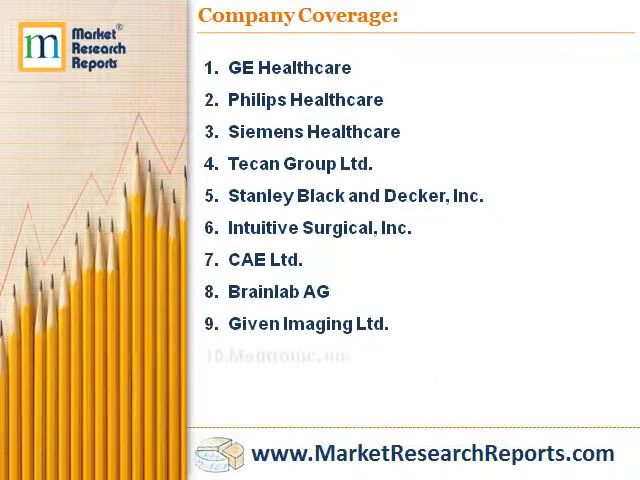 Company Coverage:
m
Market®
Research
Reports
1. GE Healthcare
2. Philips Healthcare
3. Siemens Healthcare
4. Tecan Group Ltd.
5. Stanley Black and Decker, Inc.
6. Intuitive Surgical, Inc.
7. CAE Ltd.
8. Brainlab AG
9. Given Imaging Ltd.
10. Medtronic,
www.MarketResearchReports.com